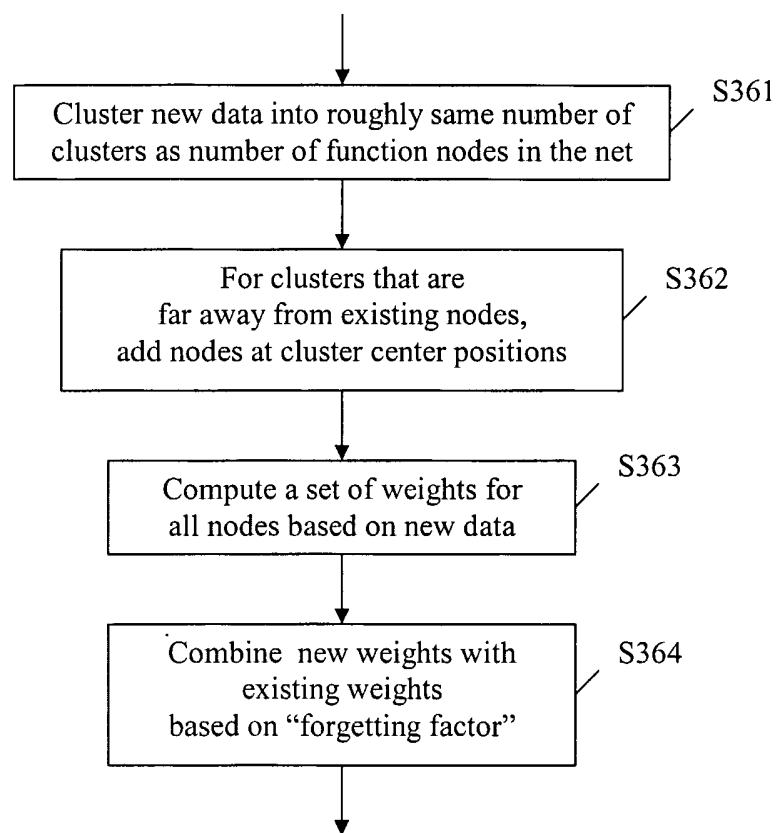 S361
Cluster new data into roughly same number of
clusters as number of function nodes in the net
S362
For clusters that are
far away from existing nodes,
add nodes at cluster center positions
S363
Compute a set of weights for
all nodes based on new data
S364
Combine new weights with
existing weights
based on “forgetting factor”